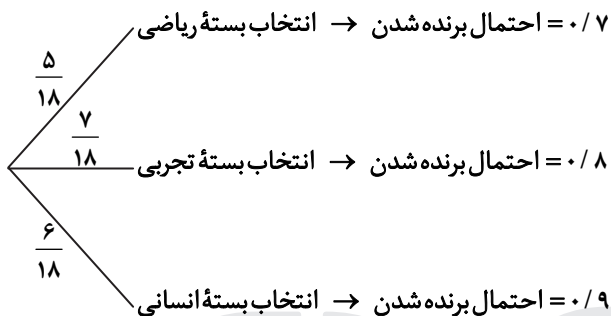 انتخاب بستهٔ ریاضی → احتمال برنده شدن = ۰/۷
۵/۱۸
۷/۱۸
انتخاب بستهٔ تجربی → احتمال برنده شدن = ۰/۸
۶/۱۸
انتخاب بستهٔ انسانی → احتمال برنده شدن = ۰/۹